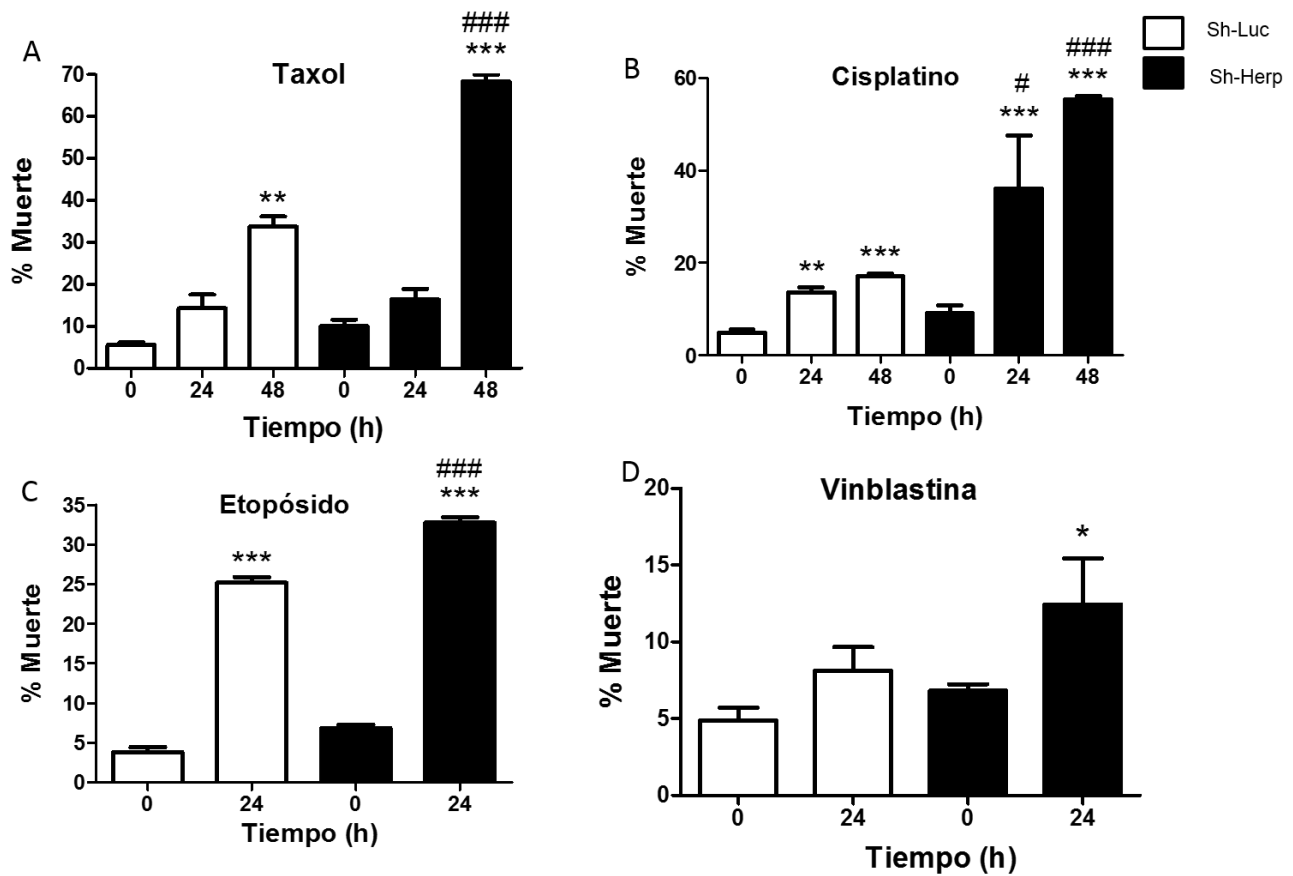 Sh-Luc
Sh-Herp
A
Taxol
###
***
**
70
60
50
40
30
20
10
0
% Muerte
0 24 48 0 24 48
Tiempo (h)
B
Cisplatino
###
***
#
***
**
***
60
40
20
0
% Muerte
0 24 48 0 24 48
Tiempo (h)
C
Etopósido
###
***
***
35
30
25
20
15
10
5
0
% Muerte
0 24 0 24
Tiempo (h)
D
Vinblastina
*
20
15
10
5
0
% Muerte
0 24 0 24
Tiempo (h)